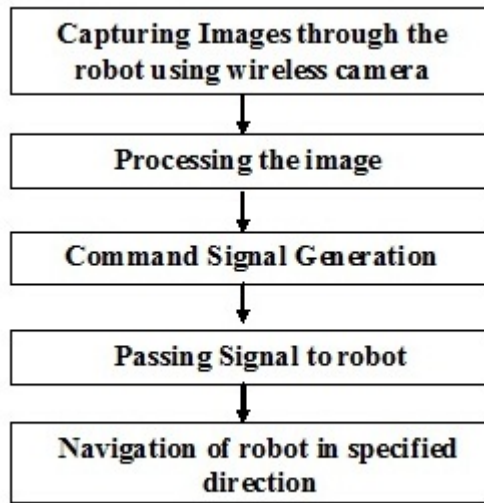 Capturing Images through the
robot using wireless camera
Processing the image
Command Signal Generation
Passing Signal to robot
Navigation of robot in specified
direction